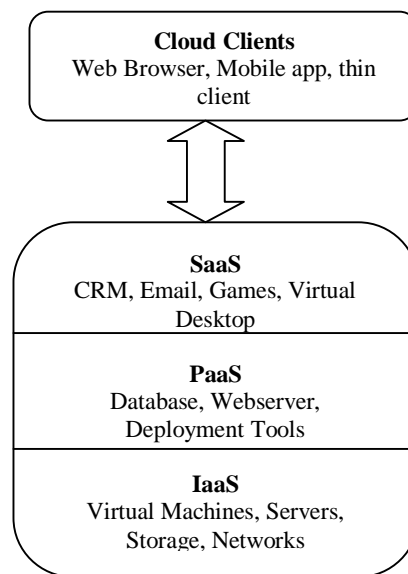 Cloud Clients
Web Browser, Mobile app, thin
client
SaaS
CRM, Email, Games, Virtual
Desktop
PaaS
Database, Webserver,
Deployment Tools
IaaS
Virtual Machines, Servers,
Storage, Networks